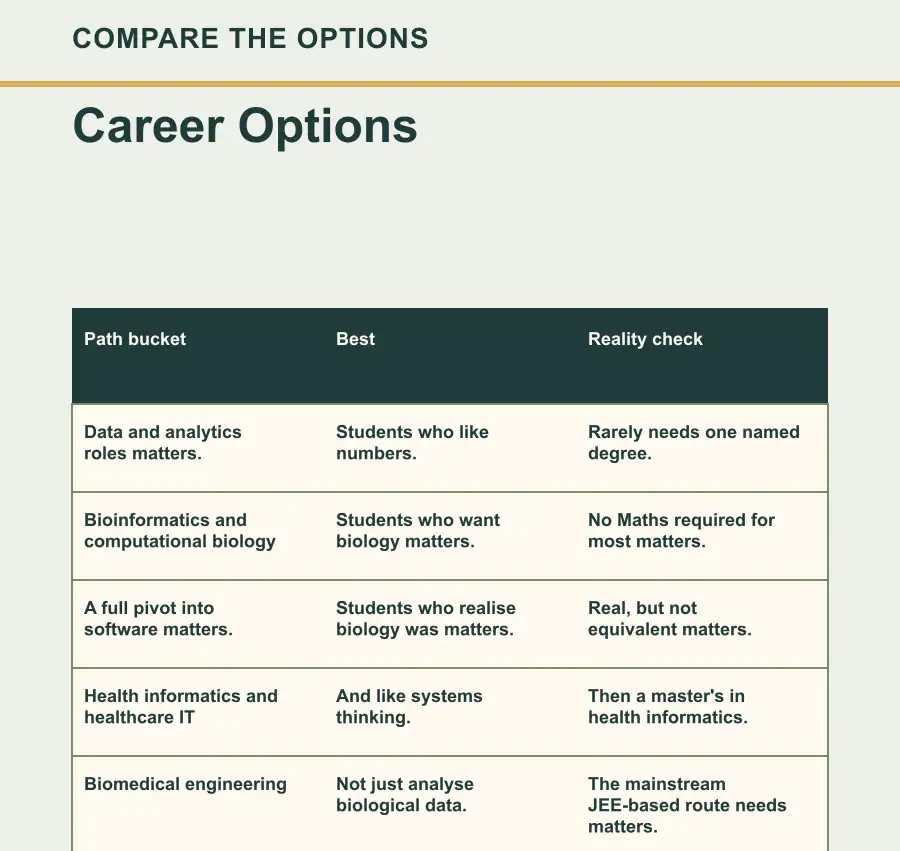 COMPARE THE OPTIONS
Career Options
Path bucket
Best
Reality check
Data and analytics
roles matters.
Students who like
numbers.
Rarely needs one named
degree.
Bioinformatics and
computational biology
Students who want
biology matters.
No Maths required for
most matters.
A full pivot into
software matters.
Students who realise
biology was matters.
Real, but not
equivalent matters.
Health informatics and
healthcare IT
And like systems
thinking.
Then a master's in
health informatics.
Biomedical engineering
Not just analyse
biological data.
The mainstream
JEE-based route needs
matters.